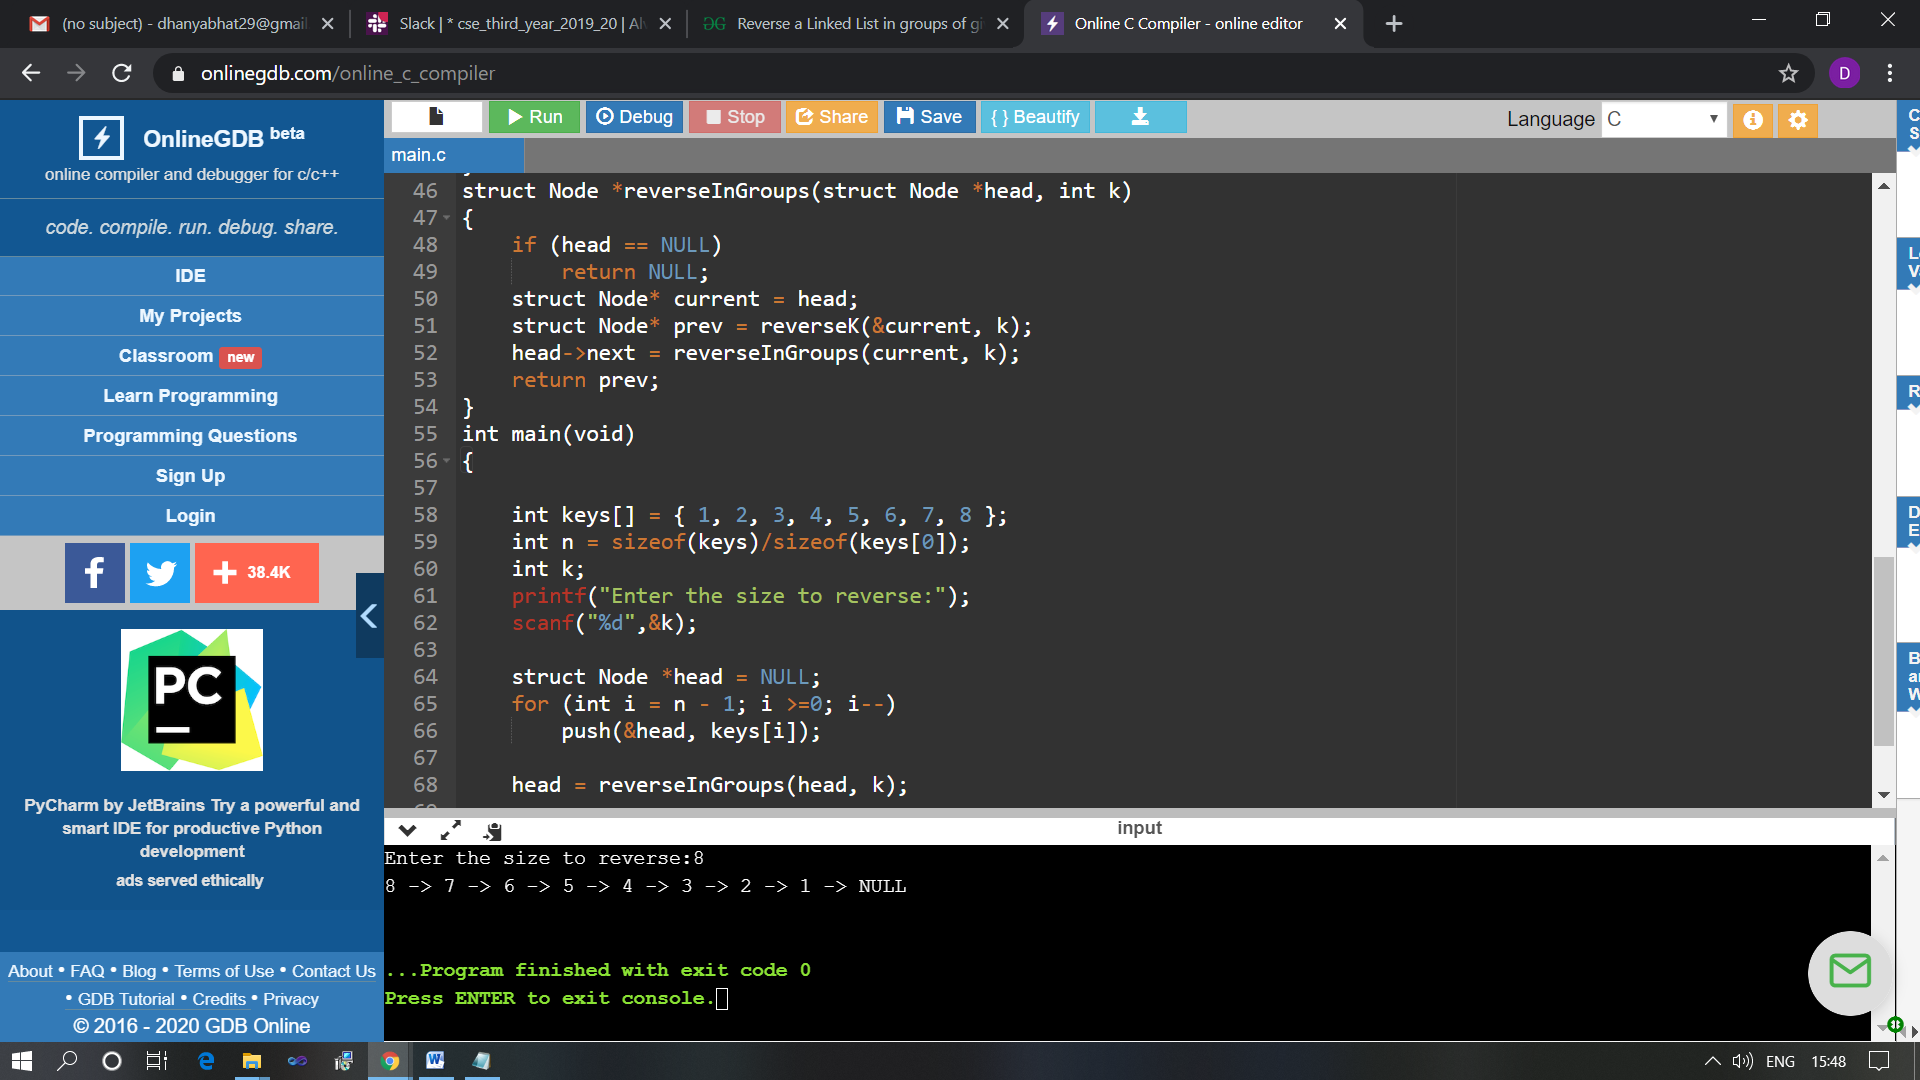 (no subject) - dhanyabhat29@gmail
Slack | * cse_third_year_2019_20 | Al
Reverse a Linked List in groups of gi
Online C Compiler - online editor
onlinegdb.com/online_c_compiler
D
OnlineGDB beta
online compiler and debugger for c/c++
code. compile. run. debug. share.
IDE
My Projects
Classroom new
Learn Programming
Programming Questions
Sign Up
Login
38.4K
PC
PyCharm by JetBrains Try a powerful and
smart IDE for productive Python
development
ads served ethically
About • FAQ • Blog • Terms of Use • Contact Us
• GDB Tutorial • Credits • Privacy
© 2016 - 2020 GDB Online
Run Debug Stop Share Save { } Beautify
Language C
main.c
46 struct Node *reverseInGroups(struct Node *head, int k)
47 {
48 if (head == NULL)
49 return NULL;
50 struct Node* current = head;
51 struct Node* prev = reverseK(&current, k);
52 head->next = reverseInGroups(current, k);
53 return prev;
54 }
55 int main(void)
56 {
57
58 int keys[] = { 1, 2, 3, 4, 5, 6, 7, 8 };
59 int n = sizeof(keys)/sizeof(keys[0]);
60 int k;
61 printf("Enter the size to reverse:");
62 scanf("%d",&k);
63
64 struct Node *head = NULL;
65 for (int i = n - 1; i >=0; i--)
66 push(&head, keys[i]);
67
68 head = reverseInGroups(head, k);
input
Enter the size to reverse:8
8 -> 7 -> 6 -> 5 -> 4 -> 3 -> 2 -> 1 -> NULL
...Program finished with exit code 0
Press ENTER to exit console.
ENG 15:48